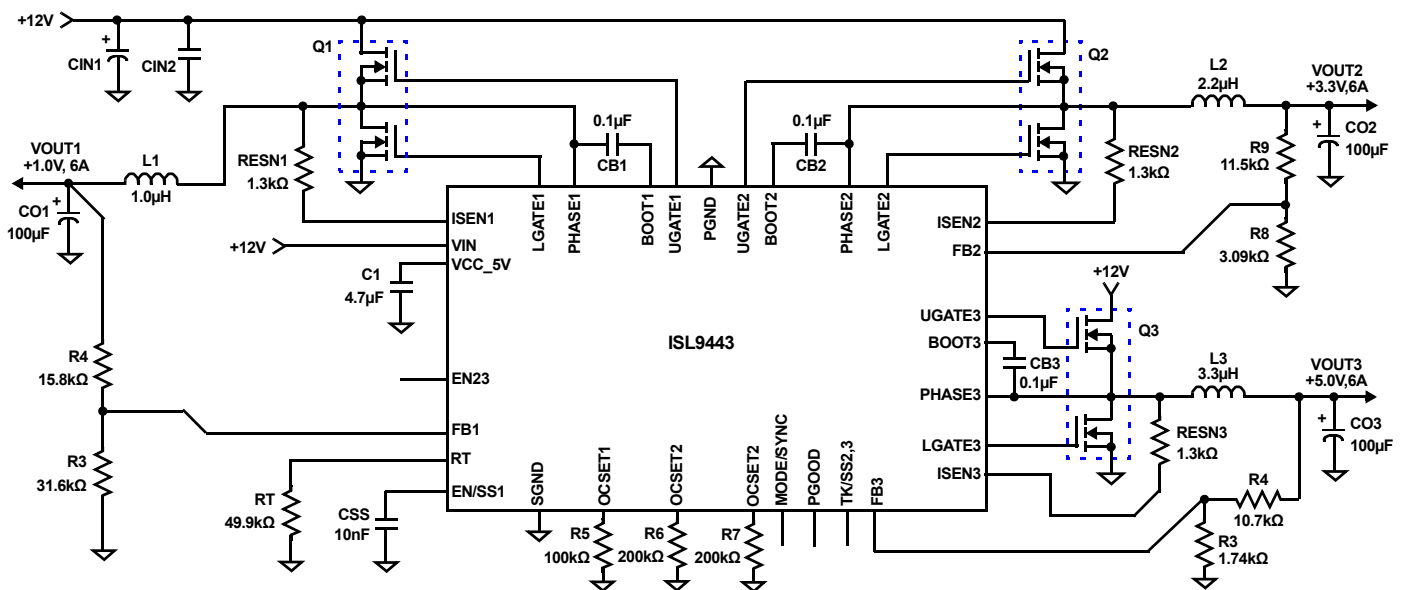 +12V
CIN1
+
CIN2
Q1
Q2
L2
2.2µH
VOUT2
+3.3V,6A
0.1µF
CB1
0.1µF
CB2
VOUT1
+1.0V, 6A
L1
1.0µH
RESN1
1.3kΩ
RESN2
1.3kΩ
R9
11.5kΩ
+
CO2
100µF
CO1
100µF
+
R8
3.09kΩ
LGATE1
PHASE1
BOOT1
UGATE1
PGND
UGATE2
BOOT2
PHASE2
LGATE2
ISEN1
VIN
VCC_5V
+12V
C1
4.7µF
ISEN2
FB2
+12V
ISL9443
UGATE3
BOOT3
PHASE3
LGATE3
ISEN3
CB3
0.1µF
Q3
L3
3.3µH
VOUT3
+5.0V,6A
+
CO3
100µF
RESN3
1.3kΩ
R4
15.8kΩ
R3
31.6kΩ
EN23
FB1
RT
EN/SS1
RT
49.9kΩ
CSS
10nF
SGND
OCSET1
OCSET2
OCSET2
MODE/SYNC
PGOOD
TK/SS2,3
FB3
R5
100kΩ
R6
200kΩ
R7
200kΩ
R4
10.7kΩ
R3
1.74kΩ